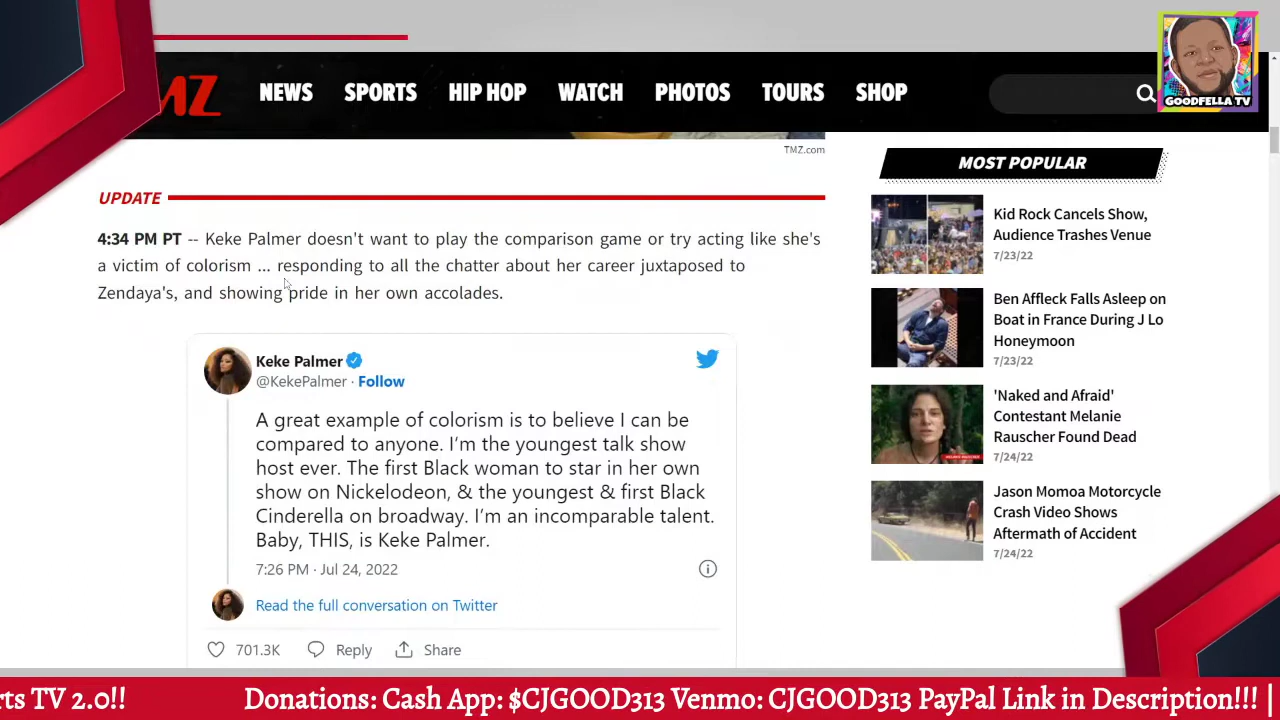 GOODFELLA TV
MZ
NEWS SPORTS HIP HOP WATCH PHOTOS TOURS SHOP
TMZ.com
UPDATE
4:34 PM PT -- Keke Palmer doesn't want to play the comparison game or try acting like she's
a victim of colorism ... responding to all the chatter about her career juxtaposed to
Zendaya's, and showing pride in her own accolades.
Keke Palmer
@KekePalmer · Follow
A great example of colorism is to believe I can be
compared to anyone. I'm the youngest talk show
host ever. The first Black woman to star in her own
show on Nickelodeon, & the youngest & first Black
Cinderella on broadway. I'm an incomparable talent.
Baby, THIS, is Keke Palmer.
7:26 PM · Jul 24, 2022
Read the full conversation on Twitter
701.3K Reply Share
MOST POPULAR
Kid Rock Cancels Show,
Audience Trashes Venue
7/23/22
Ben Affleck Falls Asleep on
Boat in France During J Lo
Honeymoon
7/23/22
'Naked and Afraid'
Contestant Melanie
Rauscher Found Dead
7/24/22
Jason Momoa Motorcycle
Crash Video Shows
Aftermath of Accident
7/24/22
rts TV 2.0!! Donations: Cash App: $CJGOOD313 Venmo: CJGOOD313 PayPal Link in Description!!! |